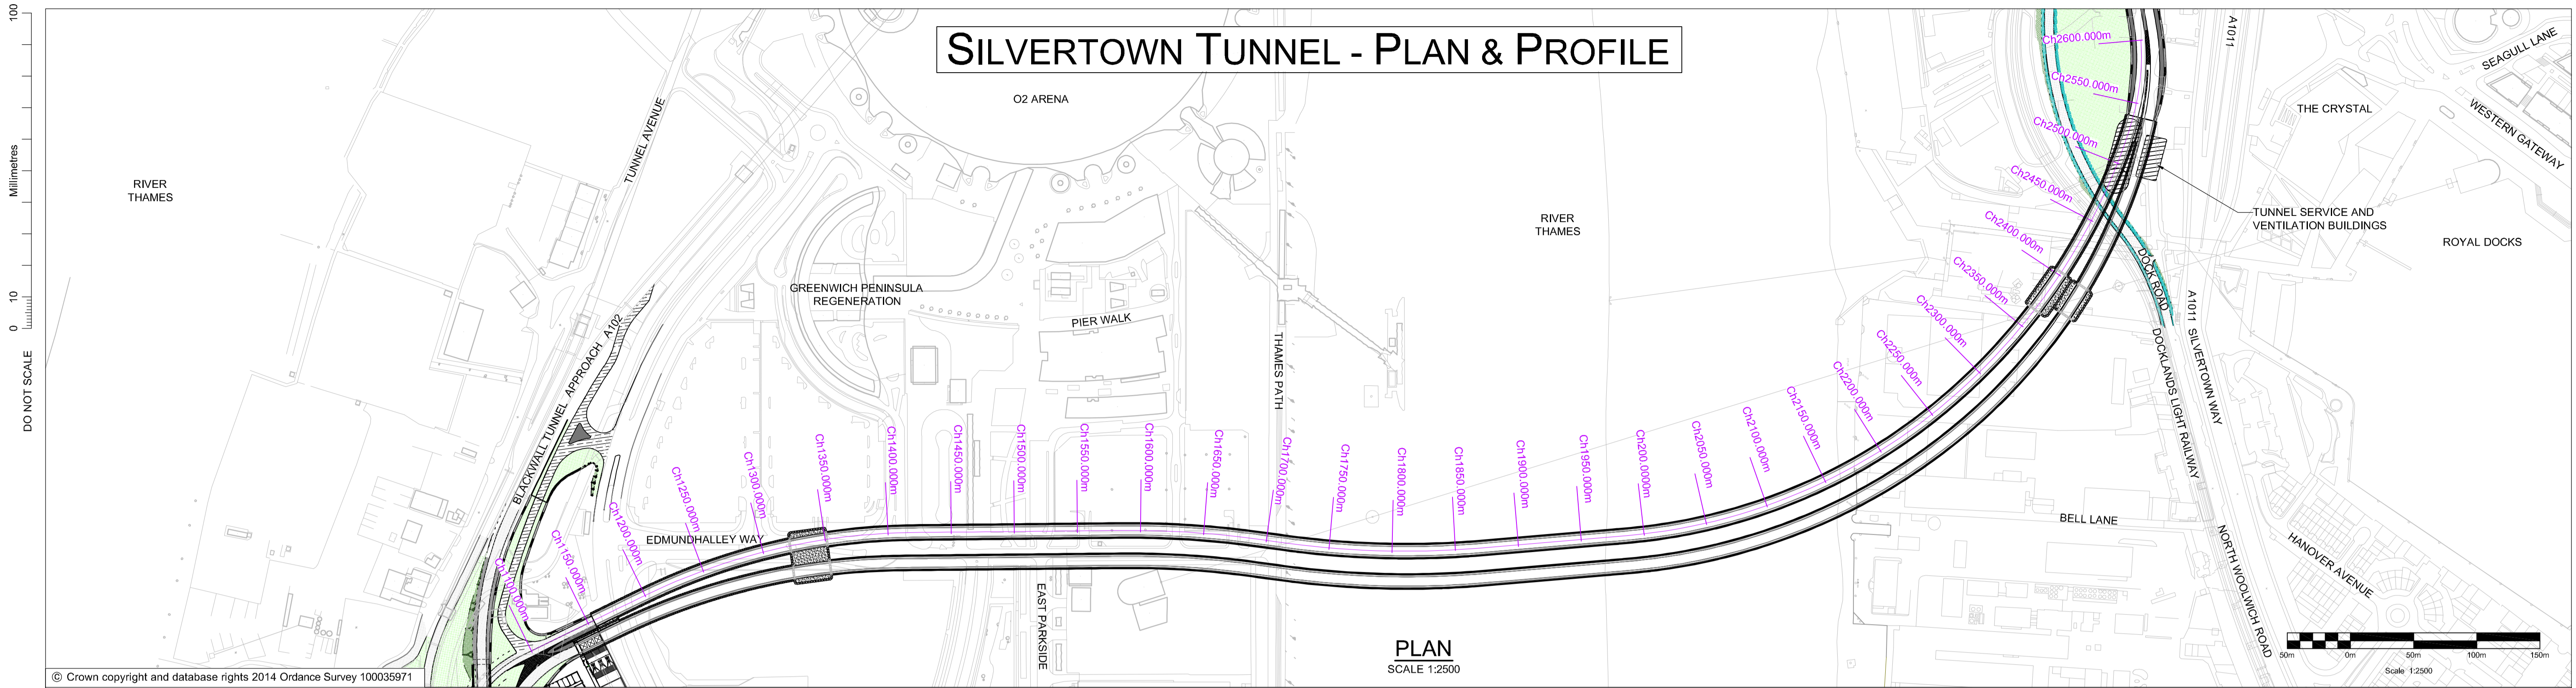 SILVERTOWN TUNNEL - PLAN & PROFILE
100
Millimetres
10
0
DO NOT SCALE
RIVER
THAMES
TUNNEL AVENUE
O2 ARENA
GREENWICH PENINSULA
REGENERATION
PIER WALK
THAMES PATH
RIVER
THAMES
BLACKWALL TUNNEL APPROACH A102
EDMUNDHALLEY WAY
EAST PARKSIDE
Ch1100.000m
Ch1150.000m
Ch1200.000m
Ch1250.000m
Ch1300.000m
Ch1350.000m
Ch1400.000m
Ch1450.000m
Ch1500.000m
Ch1550.000m
Ch1600.000m
Ch1650.000m
Ch1700.000m
Ch1750.000m
Ch1800.000m
Ch1850.000m
Ch1900.000m
Ch1950.000m
Ch200.0000m
Ch2050.000m
Ch2100.000m
Ch2150.000m
Ch2200.000m
Ch2250.000m
Ch2300.000m
Ch2350.000m
Ch2400.000m
Ch2450.000m
Ch2500.000m
Ch2550.000m
Ch2600.000m
A1011
SEAGULL LANE
THE CRYSTAL
WESTERN GATEWAY
TUNNEL SERVICE AND
VENTILATION BUILDINGS
ROYAL DOCKS
DOCK ROAD
A1011 SILVERTOWN WAY
DOCKLANDS LIGHT RAILWAY
BELL LANE
HANOVER AVENUE
NORTH WOOLWICH ROAD
PLAN
SCALE 1:2500
50m
0m
50m
100m
150m
Scale 1:2500
© Crown copyright and database rights 2014 Ordance Survey 100035971